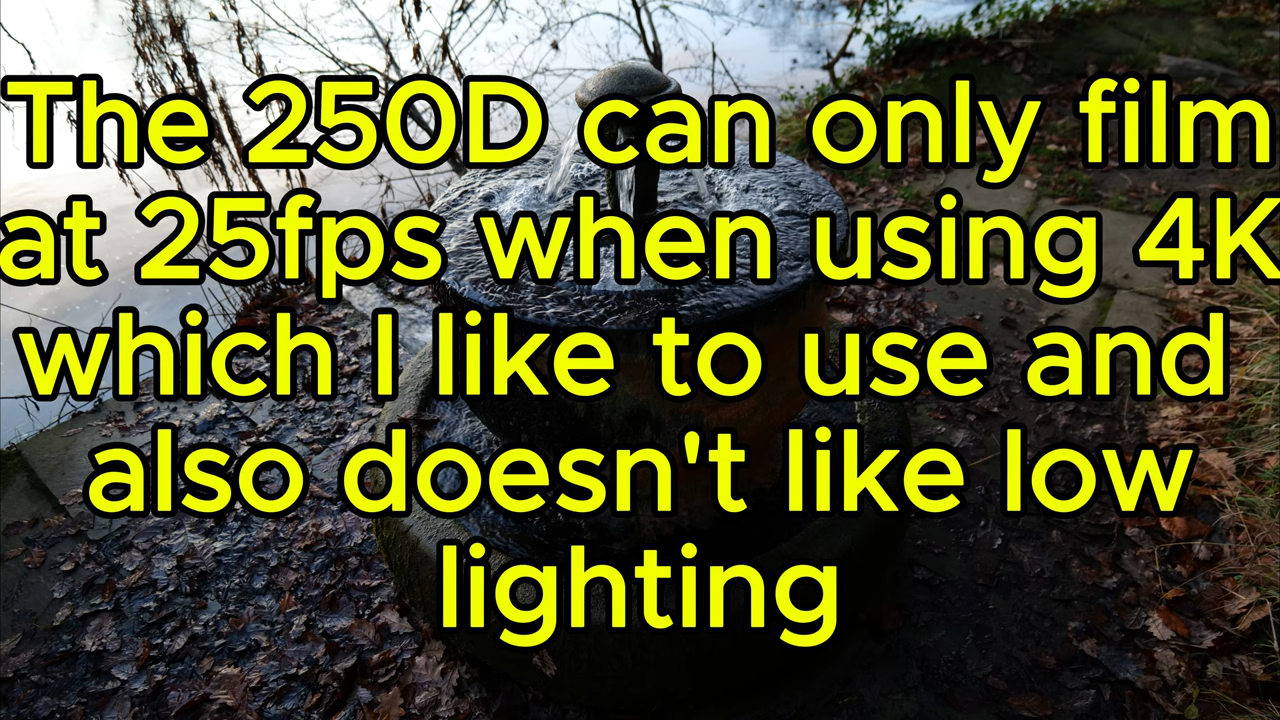 The 250D can only film
at 25fps when using 4K
which I like to use and
also doesn't like low
lighting